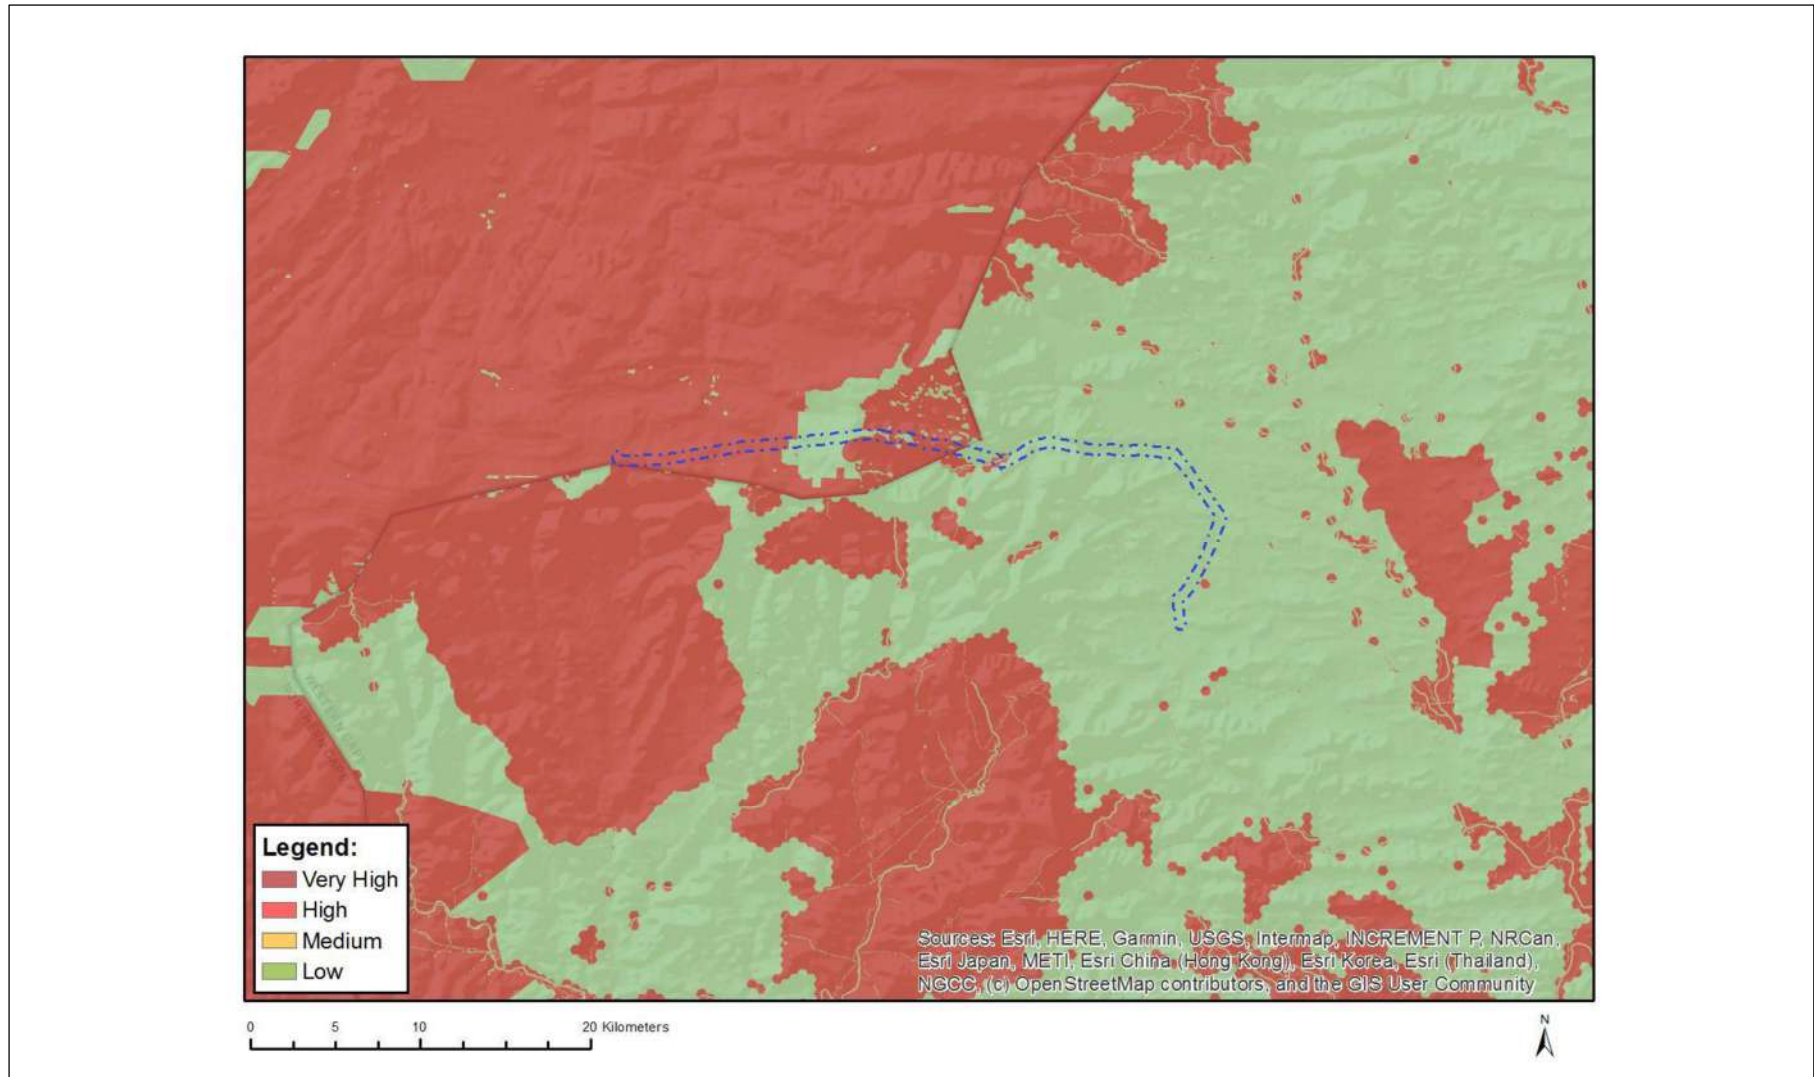 Legend:
Very High
High
Medium
Low
Sources: Esri, HERE, Garmin, USGS, Intermap, INCREMENT P, NRCan,
Esri Japan, METI, Esri China (Hong Kong), Esri Korea, Esri (Thailand),
NGCC, (c) OpenStreetMap contributors, and the GIS User Community
0 5 10 20 Kilometers
N